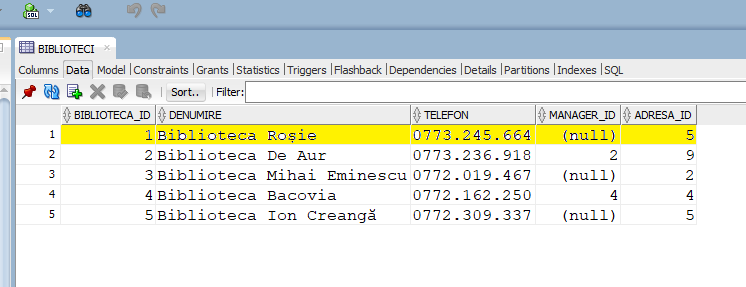 SQL
BIBLIOTECI
Columns Data Model Constraints Grants Statistics Triggers Flashback Dependencies Details Partitions Indexes SQL
Sort.. Filter:
BIBLIOTECA_ID DENUMIRE TELEFON MANAGER_ID ADRESA_ID
1 1 Biblioteca Roșie 0773.245.664 (null) 5
2 2 Biblioteca De Aur 0773.236.918 2 9
3 3 Biblioteca Mihai Eminescu 0772.019.467 (null) 2
4 4 Biblioteca Bacovia 0772.162.250 4 4
5 5 Biblioteca Ion Creangă 0772.309.337 (null) 5